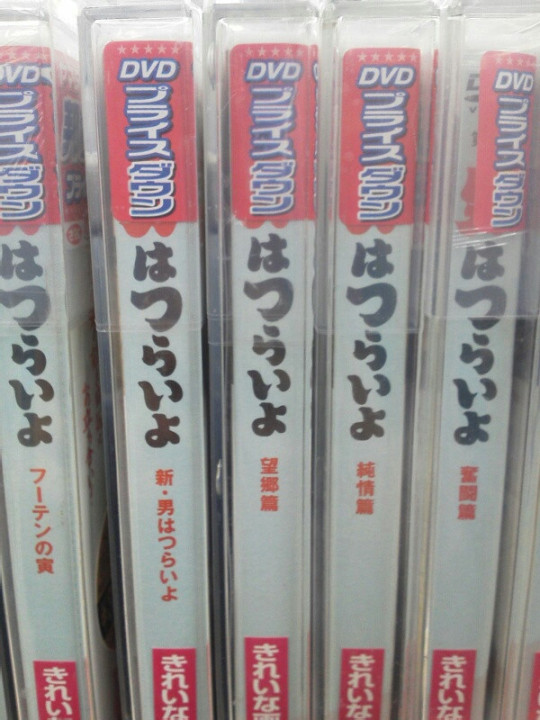 DVD
プライスダウン
はつらいよ
フーテンの寅
DVD
プライスダウン
はつらいよ
新・男はつらいよ
きれいな
DVD
プライスダウン
はつらいよ
望郷篇
きれいな
DVD
プライスダウン
はつらいよ
純情篇
きれいな
DVD
プライスダウン
はつらいよ
奮闘篇
きれいな